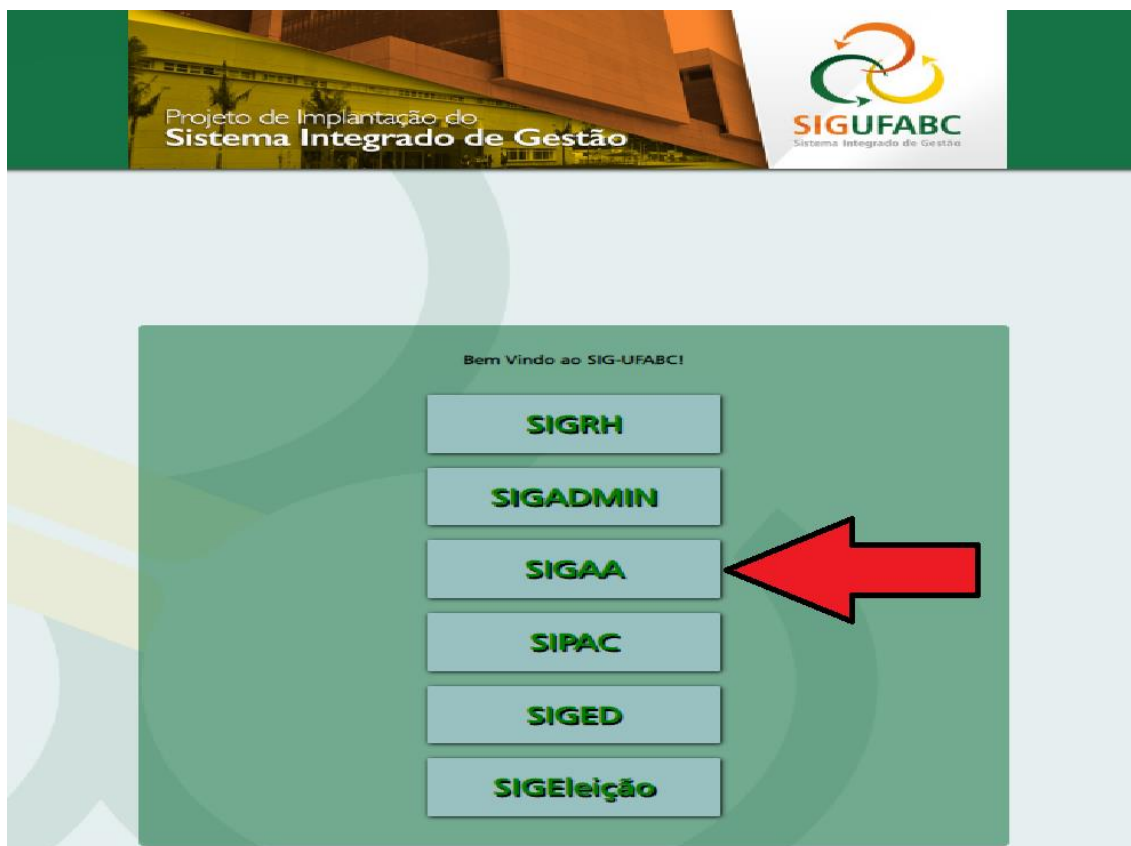 Projeto de Implantação do
Sistema Integrado de Gestão
SIGUFABC
Sistema Integrado de Gestão
Bem Vindo ao SIG-UFABC!
SIGRH
SIGADMIN
SIGAA
SIPAC
SIGED
SIGEleição